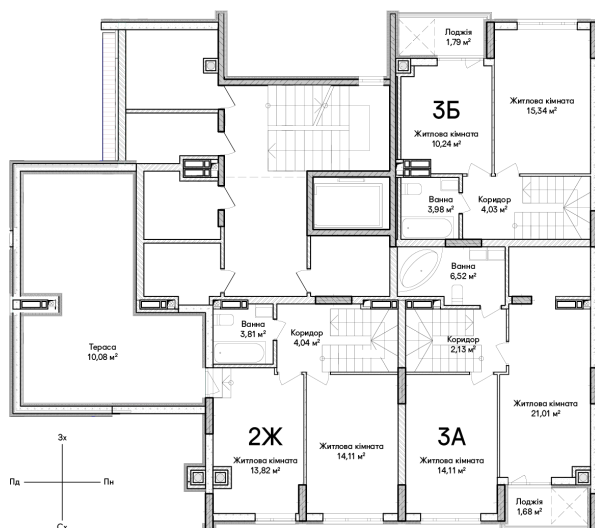 Лоджія
1,79 м²
3Б
Житлова кімната
10,24 м²
Житлова кімната
15,34 м²
Ванна
3,98 м²
Коридор
4,03 м²
Ванна
6,52 м²
Тераса
10,08 м²
Ванна
3,81 м²
Коридор
4,04 м²
Коридор
2,13 м²
Житлова кімната
21,01 м²
2Ж
Житлова кімната
13,82 м²
Житлова кімната
14,11 м²
3А
Житлова кімната
14,11 м²
Лоджія
1,68 м²
Зх
Пд
Пн
Сх